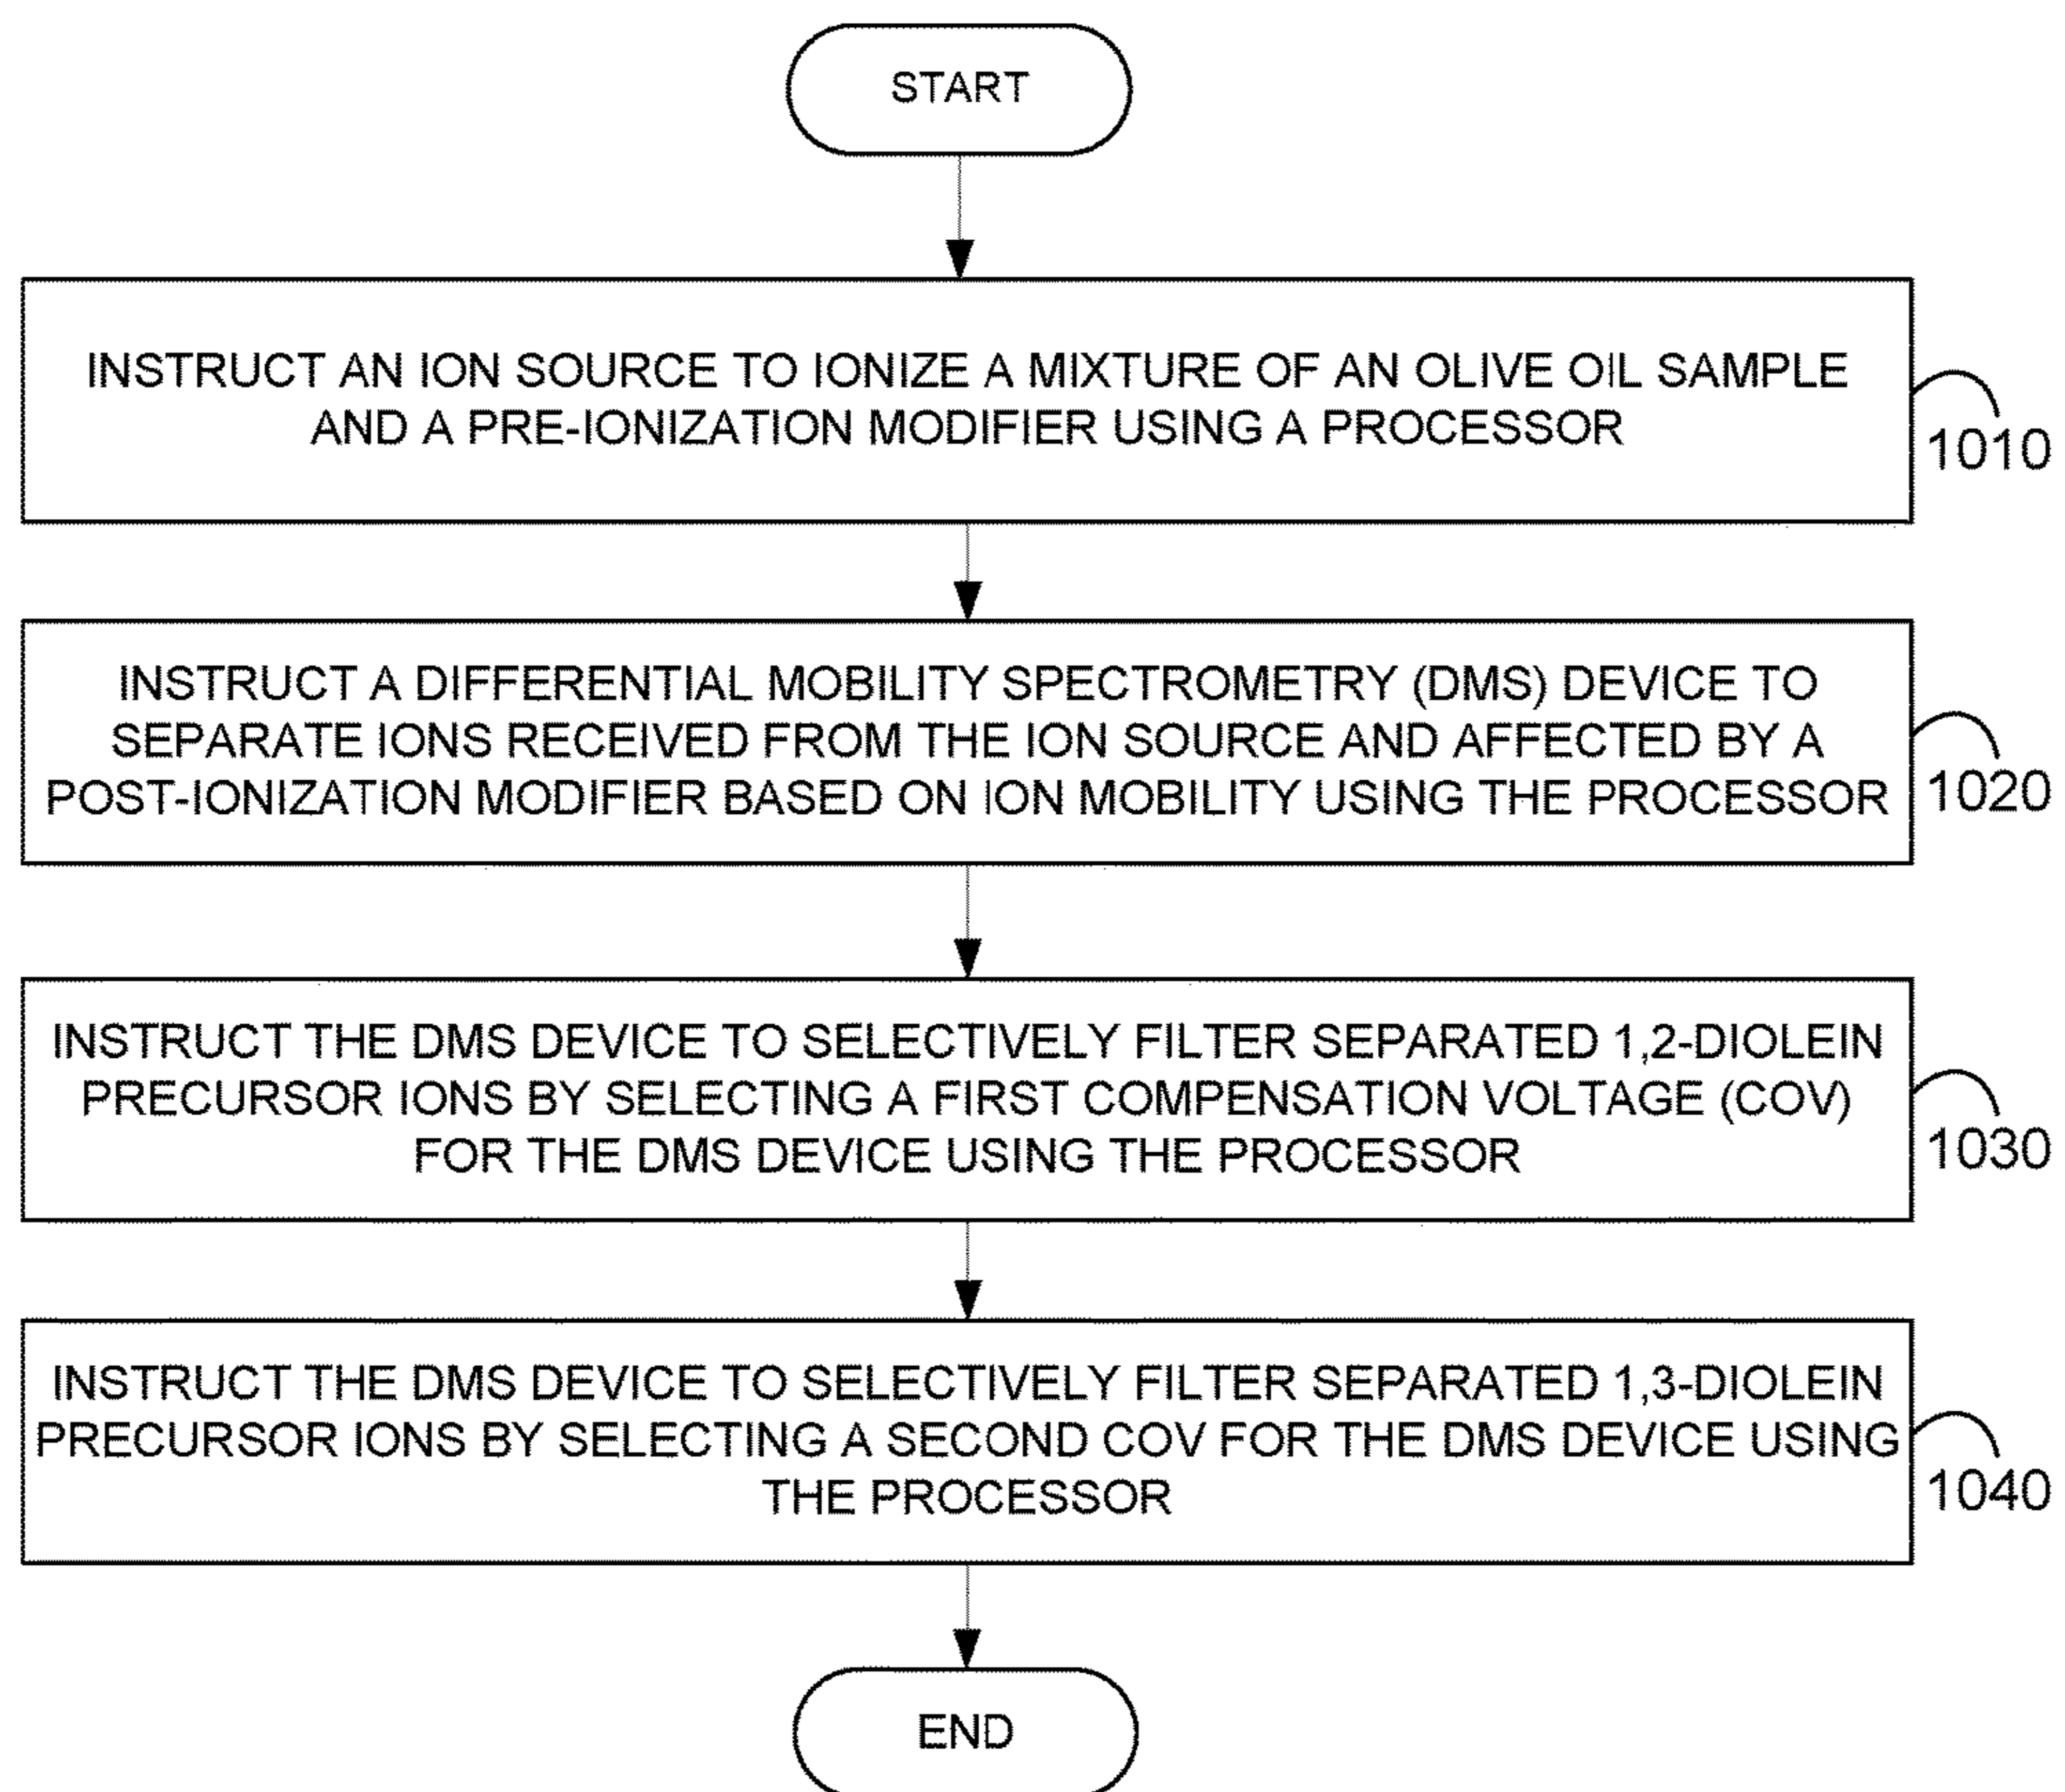 START
INSTRUCT AN ION SOURCE TO IONIZE A MIXTURE OF AN OLIVE OIL SAMPLE
AND A PRE-IONIZATION MODIFIER USING A PROCESSOR
1010
INSTRUCT A DIFFERENTIAL MOBILITY SPECTROMETRY (DMS) DEVICE TO
SEPARATE IONS RECEIVED FROM THE ION SOURCE AND AFFECTED BY A
POST-IONIZATION MODIFIER BASED ON ION MOBILITY USING THE PROCESSOR
1020
INSTRUCT THE DMS DEVICE TO SELECTIVELY FILTER SEPARATED 1,2-DIOLEIN
PRECURSOR IONS BY SELECTING A FIRST COMPENSATION VOLTAGE (COV)
FOR THE DMS DEVICE USING THE PROCESSOR
1030
INSTRUCT THE DMS DEVICE TO SELECTIVELY FILTER SEPARATED 1,3-DIOLEIN
PRECURSOR IONS BY SELECTING A SECOND COV FOR THE DMS DEVICE USING
THE PROCESSOR
1040
END